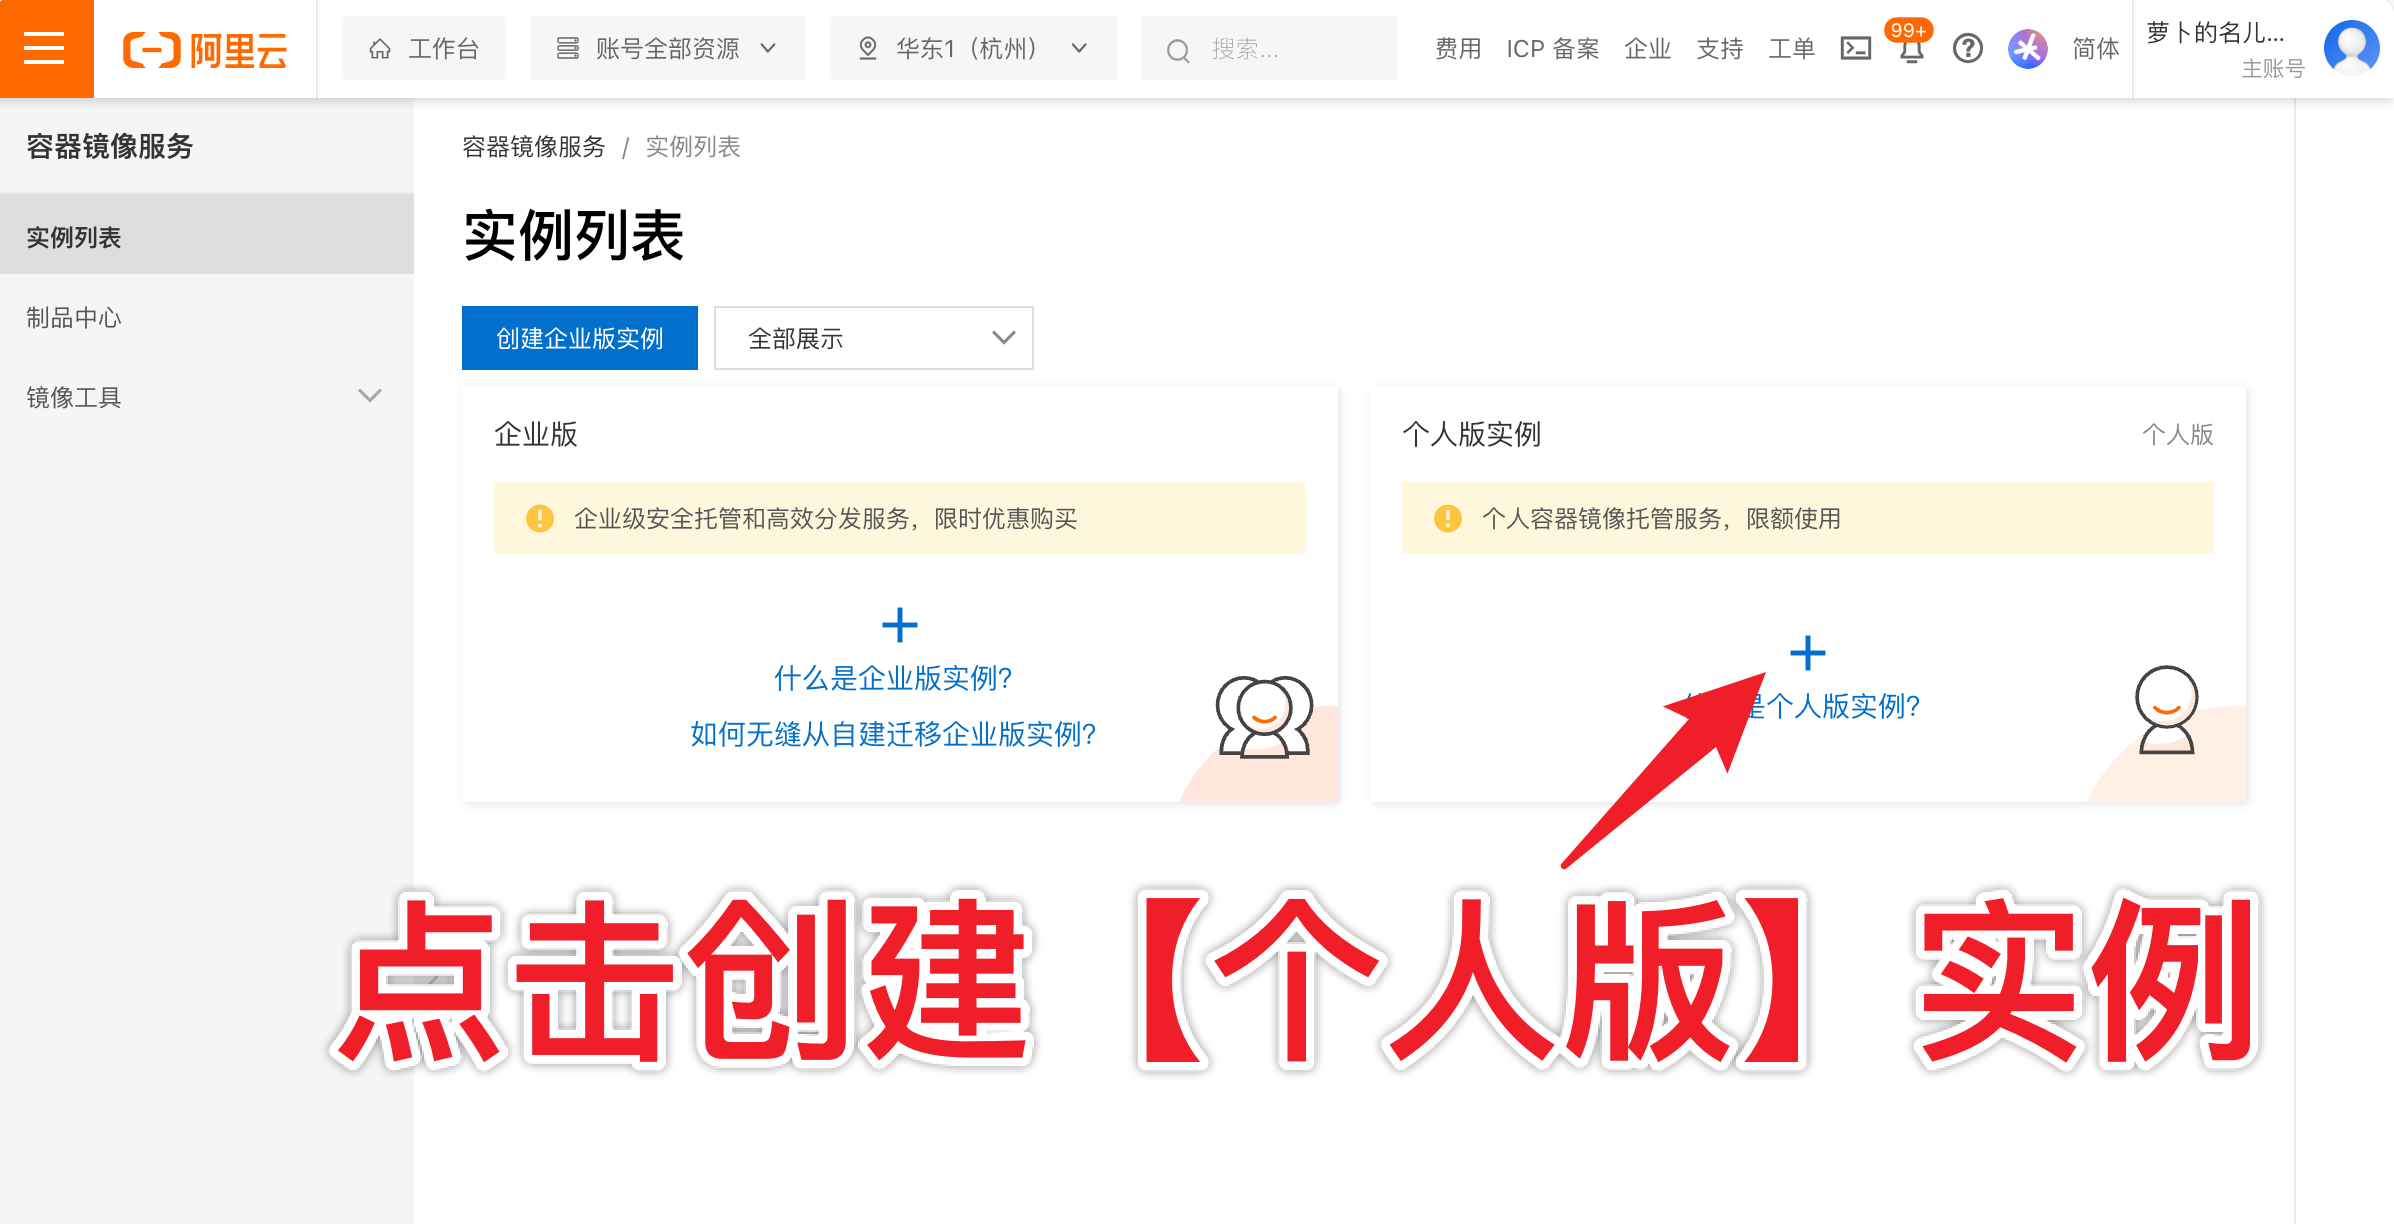 阿里云
工作台
账号全部资源
华东1（杭州）
搜索...
费用
ICP 备案
企业
支持
工单
99+
简体
萝卜的名儿...
主账号
容器镜像服务
实例列表
制品中心
镜像工具
容器镜像服务 / 实例列表
实例列表
创建企业版实例
全部展示
企业版
企业级安全托管和高效分发服务，限时优惠购买
什么是企业版实例?
如何无缝从自建迁移企业版实例?
个人版实例
个人版
个人容器镜像托管服务，限额使用
是个人版实例?
点击创建【个人版】实例